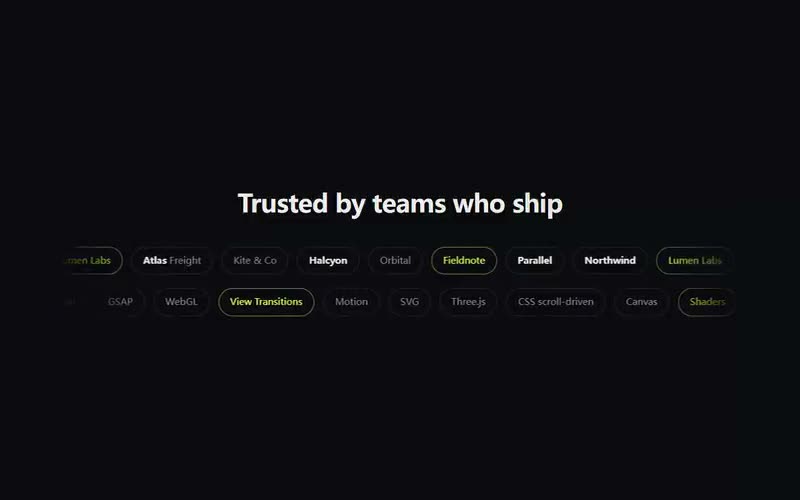 Trusted by teams who ship
umen Labs Atlas Freight Kite & Co Halcyon Orbital Fieldnote Parallel Northwind Lumen Labs
GSAP WebGL View Transitions Motion SVG Three.js CSS scroll-driven Canvas Shaders